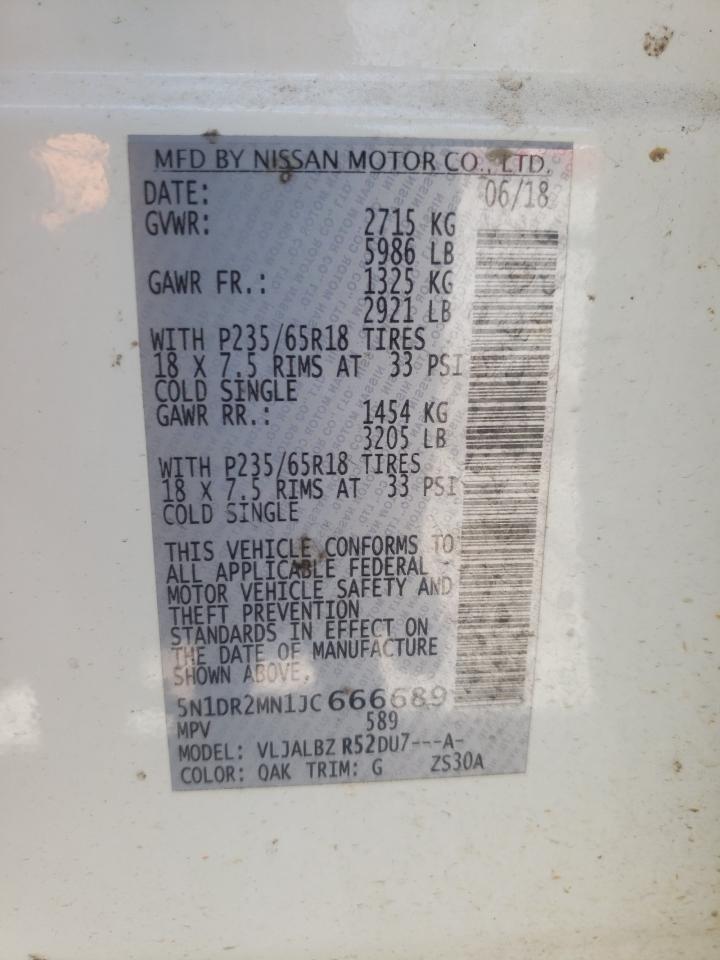 MFD BY NISSAN MOTOR CO., LTD.
DATE: 06/18
GVWR: 2715 KG
5986 LB
GAWR FR.: 1325 KG
2921 LB
WITH P235/65R18 TIRES
18 X 7.5 RIMS AT 33 PSI
COLD SINGLE
GAWR RR.: 1454 KG
3205 LB
WITH P235/65R18 TIRES
18 X 7.5 RIMS AT 33 PSI
COLD SINGLE
THIS VEHICLE CONFORMS TO
ALL APPLICABLE FEDERAL
MOTOR VEHICLE SAFETY AND
THEFT PREVENTION
STANDARDS IN EFFECT ON
THE DATE OF MANUFACTURE
SHOWN ABOVE.
5N1DR2MN1JC666689
MPV 589
MODEL: VLJALBZ R52DU7---A-
COLOR: QAK TRIM: G ZS30A